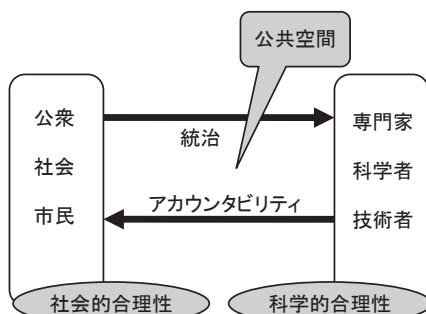 公共空間
公衆
社会
市民
統治
アカウンタビリティ
専門家
科学者
技術者
社会的合理性
科学的合理性